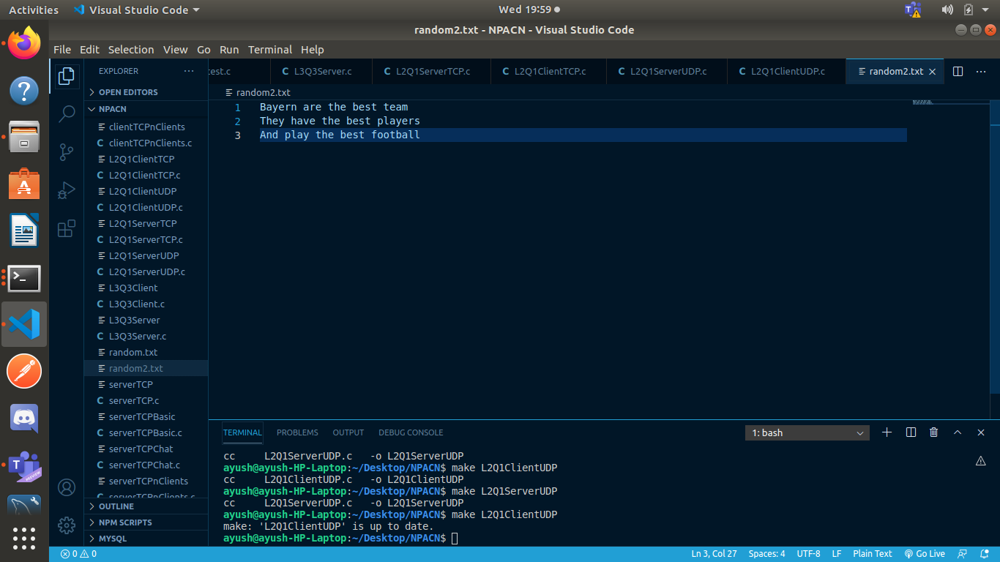 Activities Visual Studio Code Wed 19:59
random2.txt - NPACN - Visual Studio Code
File Edit Selection View Go Run Terminal Help
EXPLORER
test.c L3Q3Server.c L2Q1ServerTCP.c L2Q1ClientTCP.c L2Q1ServerUDP.c L2Q1ClientUDP.c random2.txt
OPEN EDITORS
NPACN
clientTCPnClients
clientTCPnClients.c
L2Q1ClientTCP
L2Q1ClientTCP.c
L2Q1ClientUDP
L2Q1ClientUDP.c
L2Q1ServerTCP
L2Q1ServerTCP.c
L2Q1ServerUDP
L2Q1ServerUDP.c
L3Q3Client
L3Q3Client.c
L3Q3Server
L3Q3Server.c
random.txt
random2.txt
serverTCP
serverTCP.c
serverTCPBasic
serverTCPBasic.c
serverTCPChat
serverTCPChat.c
serverTCPnClients
serverTCPnClients.c
OUTLINE
NPM SCRIPTS
MYSQL
random2.txt
1 Bayern are the best team
2 They have the best players
3 And play the best football
TERMINAL PROBLEMS OUTPUT DEBUG CONSOLE 1: bash
cc L2Q1ServerUDP.c -o L2Q1ServerUDP
ayush@ayush-HP-Laptop:~/Desktop/NPACN$ make L2Q1ClientUDP
cc L2Q1ClientUDP.c -o L2Q1ClientUDP
ayush@ayush-HP-Laptop:~/Desktop/NPACN$ make L2Q1ServerUDP
cc L2Q1ServerUDP.c -o L2Q1ServerUDP
ayush@ayush-HP-Laptop:~/Desktop/NPACN$ make L2Q1ClientUDP
make: 'L2Q1ClientUDP' is up to date.
ayush@ayush-HP-Laptop:~/Desktop/NPACN$
0 0 Ln 3, Col 27 Spaces: 4 UTF-8 LF Plain Text Go Live